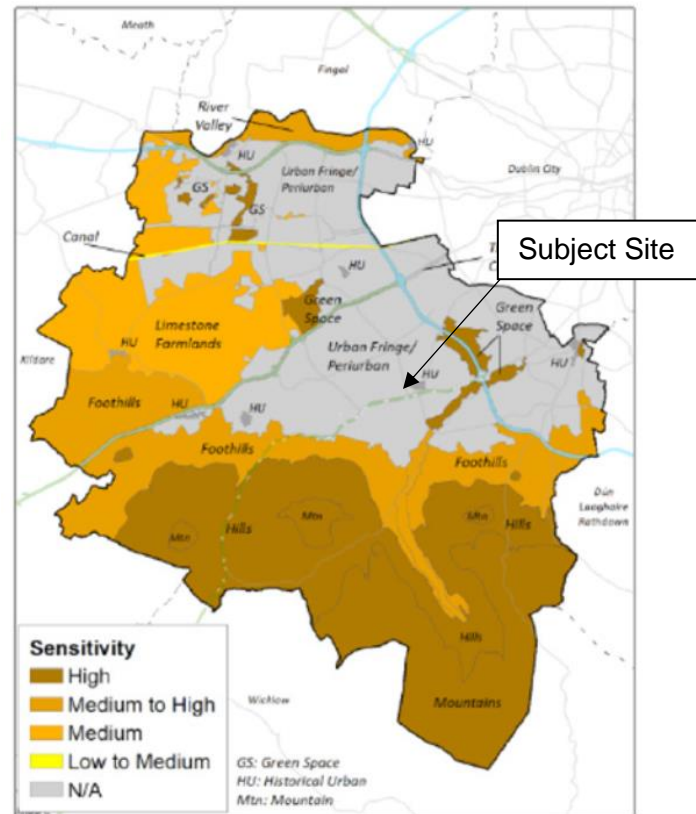 Meath
Fingal
River
Valley
HU
HU
Urban Fringe/
Periurban
Dublin City
GS
GS
Canal
Subject Site
HU
Green
Space
Green
Space
Limestone
Farmlands
Urban Fringe/
Periurban
HU
Kildare
HU
HU
Foothills
HU
HU
Foothills
Foothills
Dún
Laoghaire
Rathdown
Mtn
Mtn
Hills
Mtn
Hills
Hills
Mountains
Wicklow
Sensitivity
High
Medium to High
Medium
Low to Medium
N/A
GS: Green Space
HU: Historical Urban
Mtn: Mountain